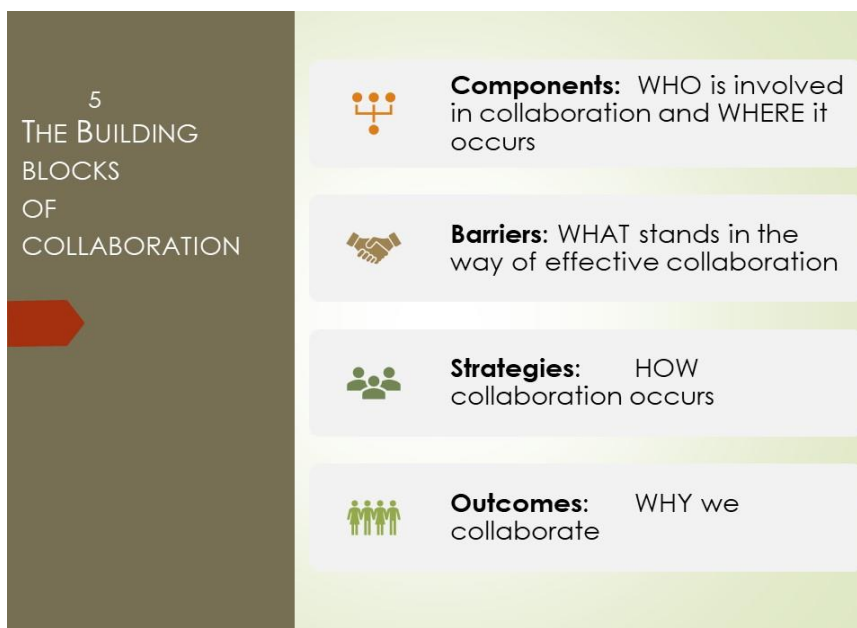 5
THE BUILDING
BLOCKS
OF
COLLABORATION
Components: WHO is involved
in collaboration and WHERE it
occurs
Barriers: WHAT stands in the
way of effective collaboration
Strategies: HOW
collaboration occurs
Outcomes: WHY we
collaborate